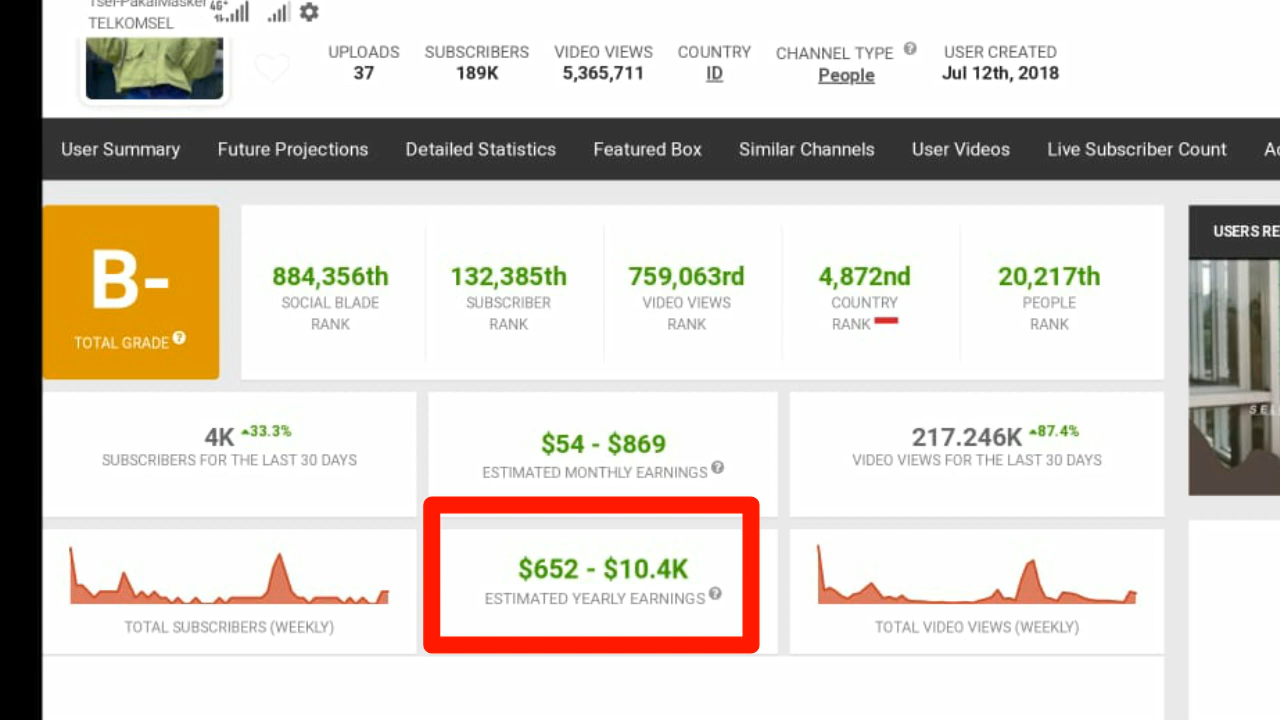 Tsel-PakaiMasker 4G+
TELKOMSEL
UPLOADS SUBSCRIBERS VIDEO VIEWS COUNTRY CHANNEL TYPE ? USER CREATED
37 189K 5,365,711 ID People Jul 12th, 2018
User Summary Future Projections Detailed Statistics Featured Box Similar Channels User Videos Live Subscriber Count
USERS RE
B-
TOTAL GRADE ?
884,356th 132,385th 759,063rd 4,872nd 20,217th
SOCIAL BLADE SUBSCRIBER VIDEO VIEWS COUNTRY PEOPLE
RANK RANK RANK RANK RANK
SEL
4K 33.3% $54 - $869 217.246K 87.4%
SUBSCRIBERS FOR THE LAST 30 DAYS ESTIMATED MONTHLY EARNINGS ? VIDEO VIEWS FOR THE LAST 30 DAYS
$652 - $10.4K
ESTIMATED YEARLY EARNINGS ?
TOTAL SUBSCRIBERS (WEEKLY) TOTAL VIDEO VIEWS (WEEKLY)